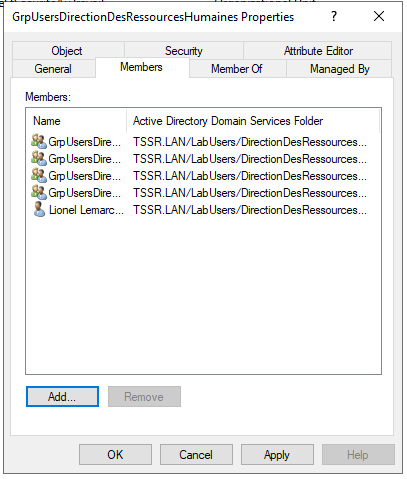 GrpUsersDirectionDesRessourcesHumaines Properties
Object Security Attribute Editor
General Members Member Of Managed By
Members:
Name Active Directory Domain Services Folder
GrpUsersDire... TSSR.LAN/LabUsers/DirectionDesRessources...
GrpUsersDire... TSSR.LAN/LabUsers/DirectionDesRessources...
GrpUsersDire... TSSR.LAN/LabUsers/DirectionDesRessources...
GrpUsersDire... TSSR.LAN/LabUsers/DirectionDesRessources...
Lionel Lemarc... TSSR.LAN/LabUsers/DirectionDesRessources...
Add... Remove
OK Cancel Apply Help